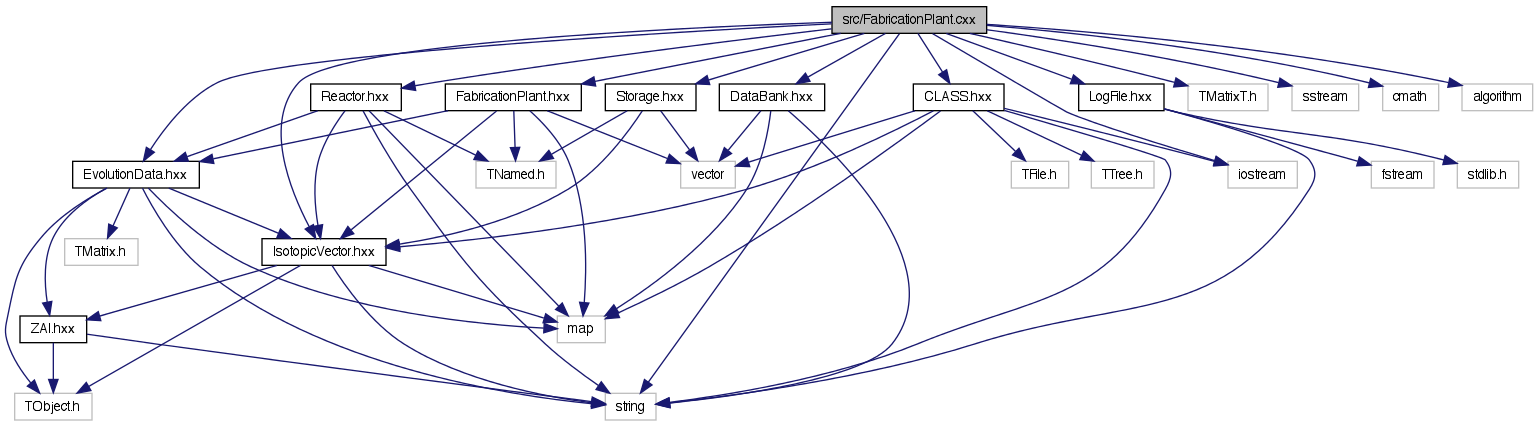 src/FabricationPlant.cxx
Reactor.hxx
FabricationPlant.hxx
Storage.hxx
DataBank.hxx
CLASS.hxx
LogFile.hxx
TMatrixT.h
sstream
cmath
algorithm
EvolutionData.hxx
TNamed.h
vector
TFile.h
TTree.h
iostream
fstream
stdlib.h
TMatrix.h
IsotopicVector.hxx
ZAI.hxx
map
TObject.h
string